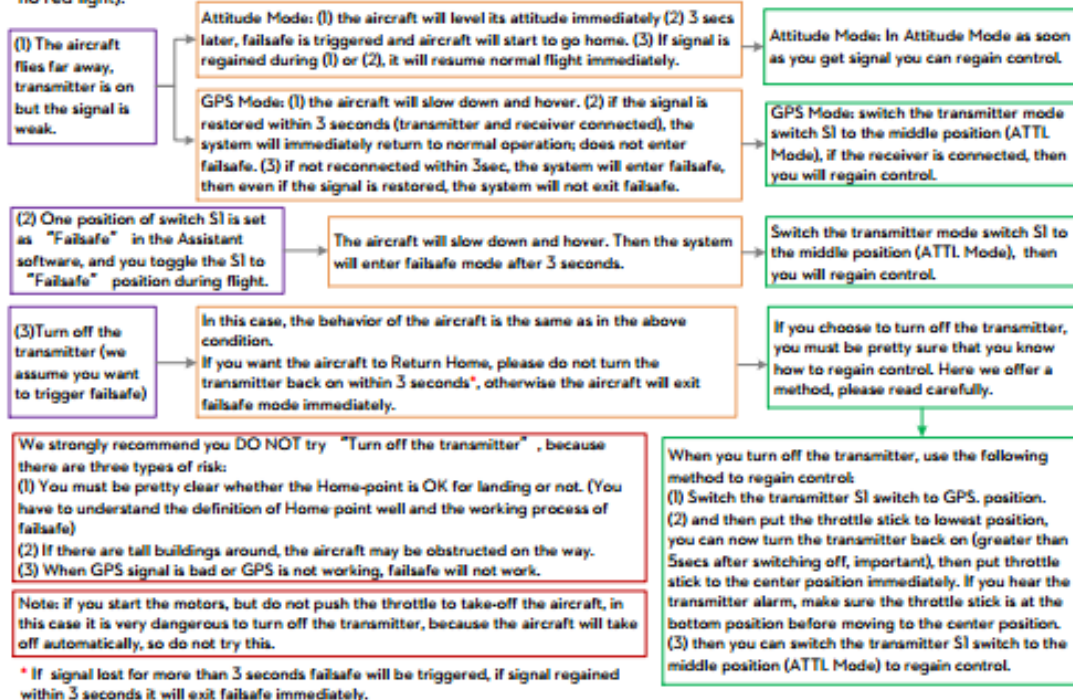 (1) The aircraft
flies far away,
transmitter is on
but the signal is
weak.
Attitude Mode: (1) the aircraft will level its attitude immediately (2) 3 secs
later, failsafe is triggered and aircraft will start to go home. (3) If signal is
regained during (1) or (2), it will resume normal flight immediately.
Attitude Mode: In Attitude Mode as soon
as you get signal you can regain control.
GPS Mode: (1) the aircraft will slow down and hover. (2) if the signal is
restored within 3 seconds (transmitter and receiver connected), the
system will immediately return to normal operation; does not enter
failsafe. (3) if not reconnected within 3sec, the system will enter failsafe,
then even if the signal is restored, the system will not exit failsafe.
GPS Mode: switch the transmitter mode
switch S1 to the middle position (ATTI.
Mode), if the receiver is connected, then
you will regain control.
(2) One position of switch S1 is set
as "Failsafe" in the Assistant
software, and you toggle the S1 to
"Failsafe" position during flight.
The aircraft will slow down and hover. Then the system
will enter failsafe mode after 3 seconds.
Switch the transmitter mode switch S1 to
the middle position (ATTI. Mode), then
you will regain control.
(3)Turn off the
transmitter (we
assume you want
to trigger failsafe)
In this case, the behavior of the aircraft is the same as in the above
condition.
If you want the aircraft to Return Home, please do not turn the
transmitter back on within 3 seconds*, otherwise the aircraft will exit
failsafe mode immediately.
If you choose to turn off the transmitter,
you must be pretty sure that you know
how to regain control. Here we offer a
method, please read carefully.
We strongly recommend you DO NOT try "Turn off the transmitter" , because
there are three types of risk:
(1) You must be pretty clear whether the Home-point is OK for landing or not. (You
have to understand the definition of Home-point well and the working process of
failsafe)
(2) If there are tall buildings around, the aircraft may be obstructed on the way.
(3) When GPS signal is bad or GPS is not working, failsafe will not work.
Note: if you start the motors, but do not push the throttle to take-off the aircraft, in
this case it is very dangerous to turn off the transmitter, because the aircraft will take
off automatically, so do not try this.
* If signal lost for more than 3 seconds failsafe will be triggered, if signal regained
within 3 seconds it will exit failsafe immediately.
When you turn off the transmitter, use the following
method to regain control:
(1) Switch the transmitter S1 switch to GPS. position.
(2) and then put the throttle stick to lowest position,
you can now turn the transmitter back on (greater than
5secs after switching off, important), then put throttle
stick to the center position immediately. If you hear the
transmitter alarm, make sure the throttle stick is at the
bottom position before moving to the center position.
(3) then you can switch the transmitter S1 switch to the
middle position (ATTI. Mode) to regain control.